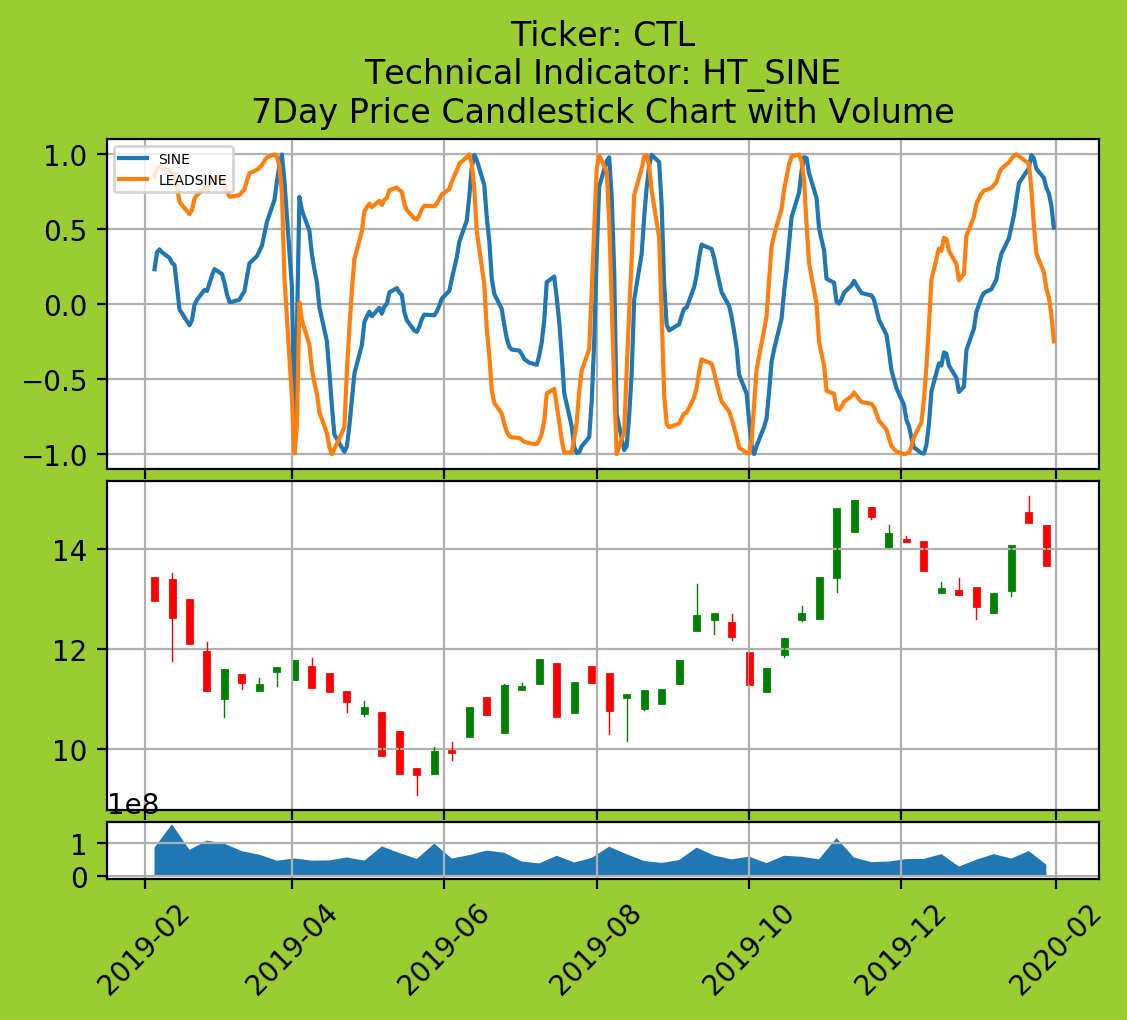 Ticker: CTL
Technical Indicator: HT_SINE
7Day Price Candlestick Chart with Volume
SINE
LEADSINE
1.0
0.5
0.0
−0.5
−1.0
14
12
10
1e8
1
0
2019-02
2019-04
2019-06
2019-08
2019-10
2019-12
2020-02